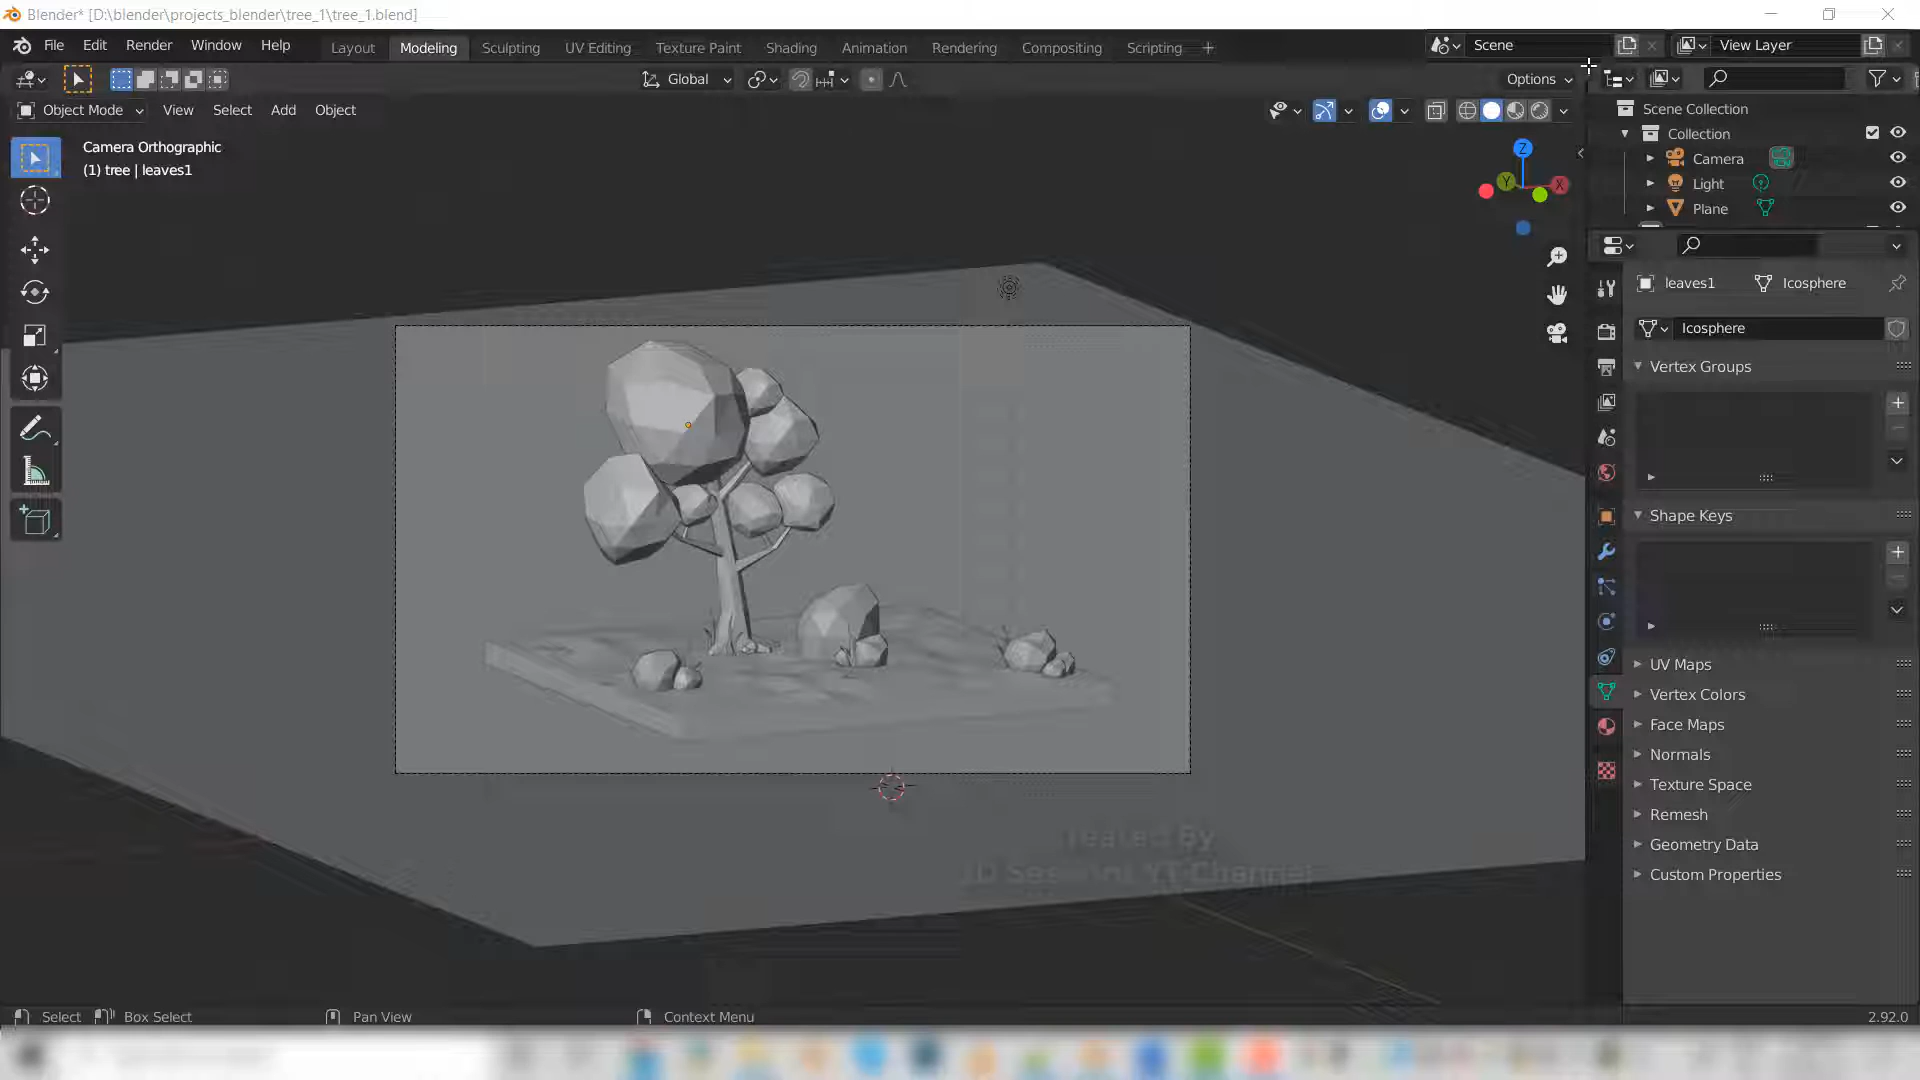 Blender* [D:\blender\projects_blender\tree_1\tree_1.blend]
File Edit Render Window Help
Layout Modeling Sculpting UV Editing Texture Paint Shading Animation Rendering Compositing Scripting
Scene
View Layer
Global
Options
Object Mode View Select Add Object
Camera Orthographic
(1) tree | leaves1
Z
Y
X
Scene Collection
Collection
Camera
Light
Plane
leaves1
Icosphere
Icosphere
Vertex Groups
Shape Keys
UV Maps
Vertex Colors
Face Maps
Normals
Texture Space
Remesh
Geometry Data
Custom Properties
By
YT Channel
Select
Box Select
Pan View
Context Menu
2.92.0